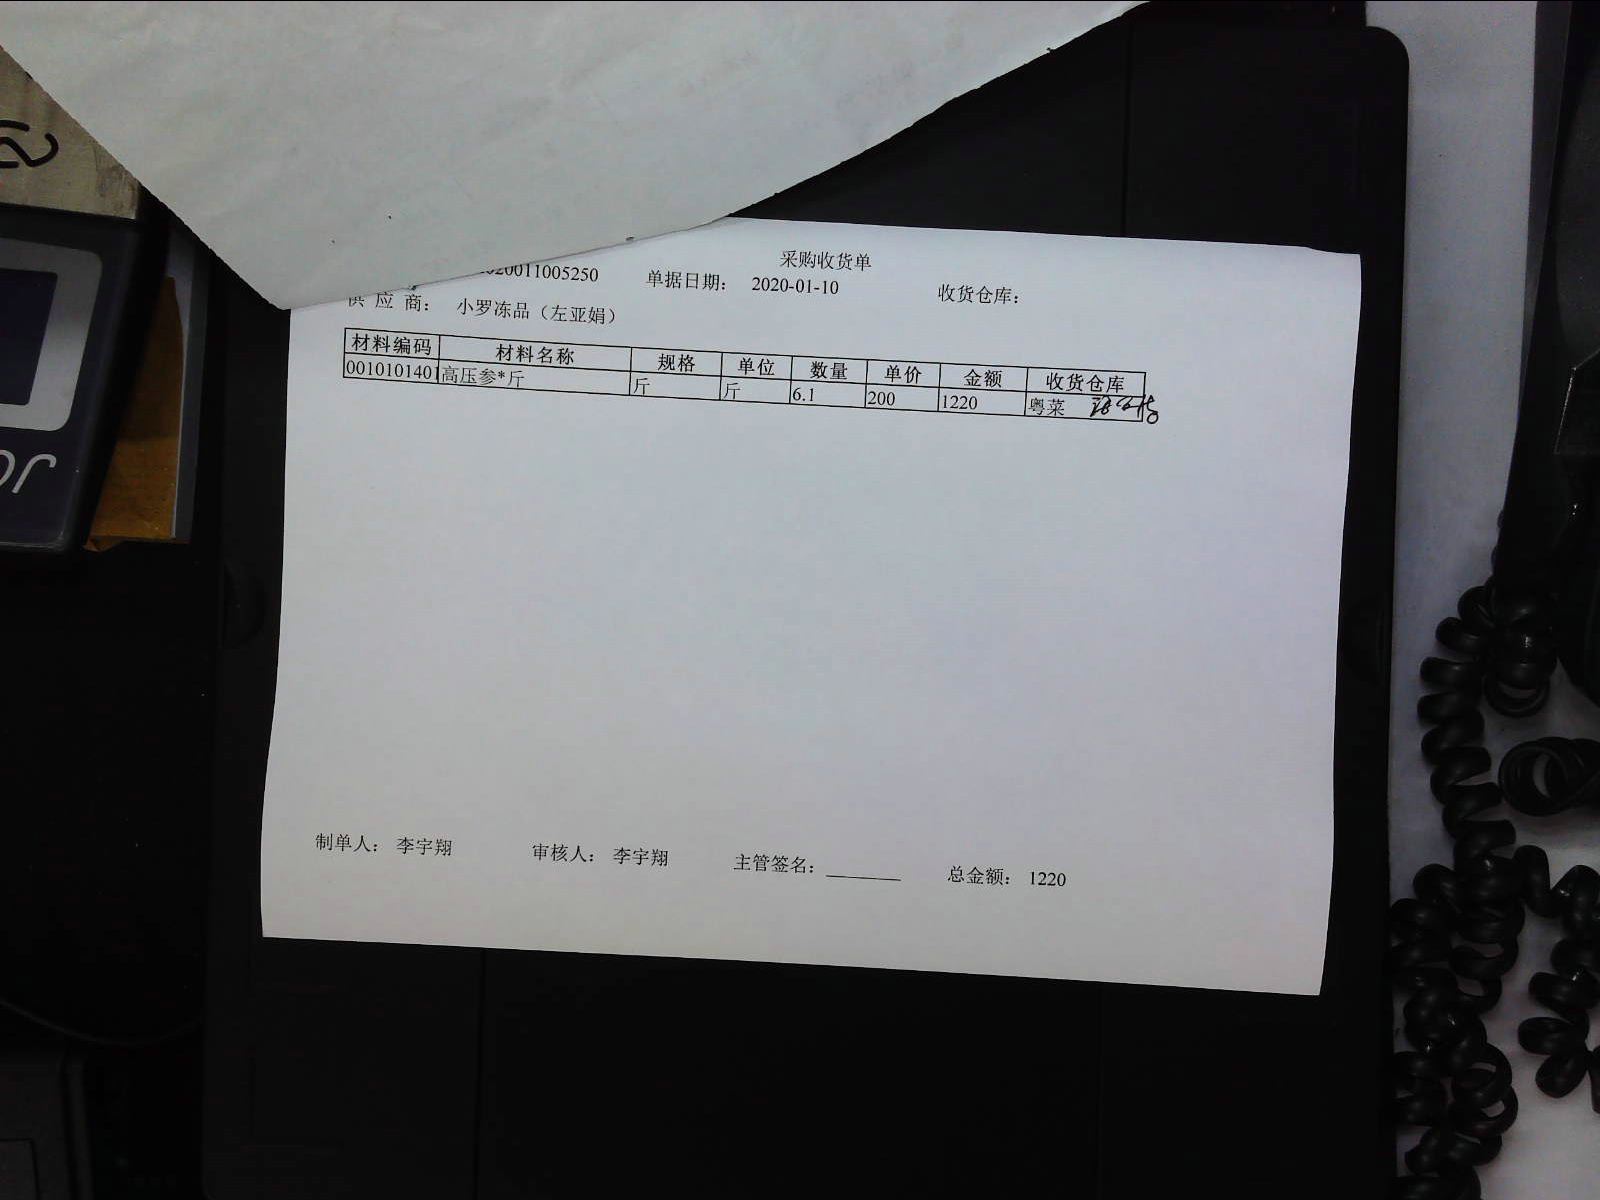 采购收货单
20011005250 单据日期： 2020-01-10 收货仓库：
供 应 商： 小罗冻品（左亚娟）
材料编码 材料名称 规格 单位 数量 单价 金额 收货仓库
0010101401 高压参*斤 斤 斤 6.1 200 1220 粤菜
制单人： 李宇翔 审核人： 李宇翔 主管签名：________ 总金额： 1220